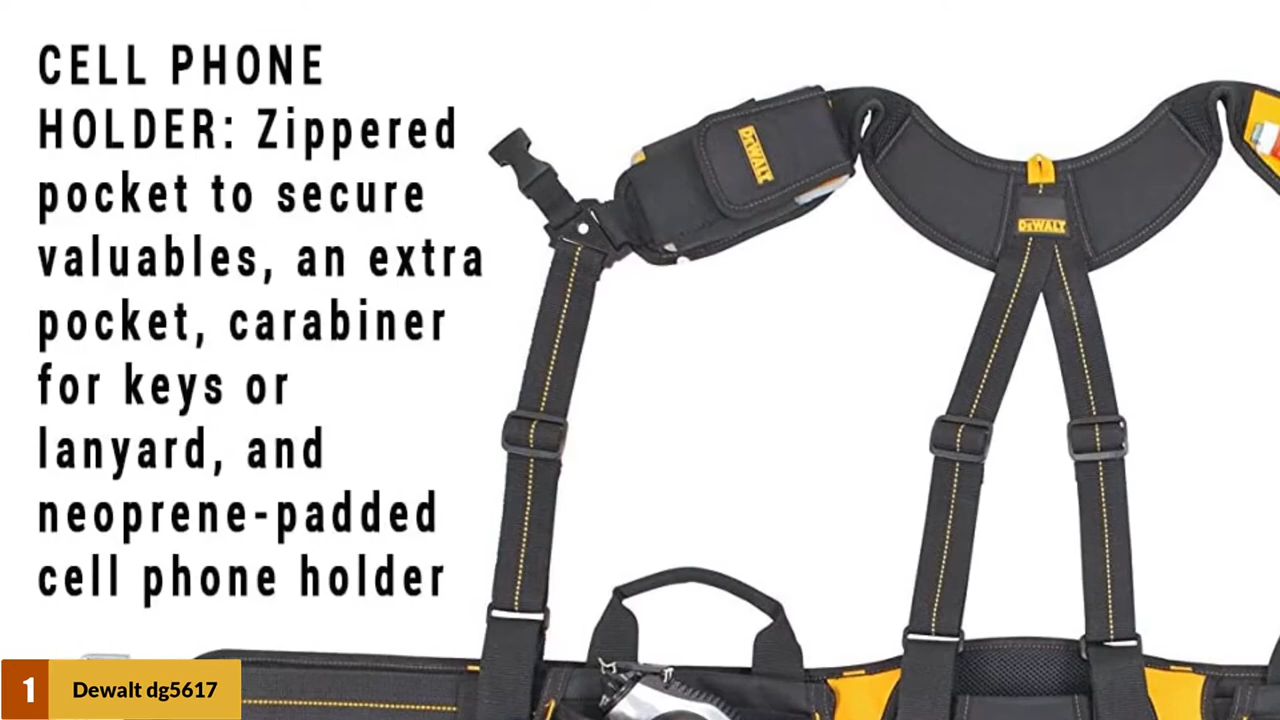 CELL PHONE
HOLDER: Zippered
pocket to secure
valuables, an extra
pocket, carabiner
for keys or
lanyard, and
neoprene-padded
cell phone holder
DEWALT
DEWALT
1 Dewalt dg5617